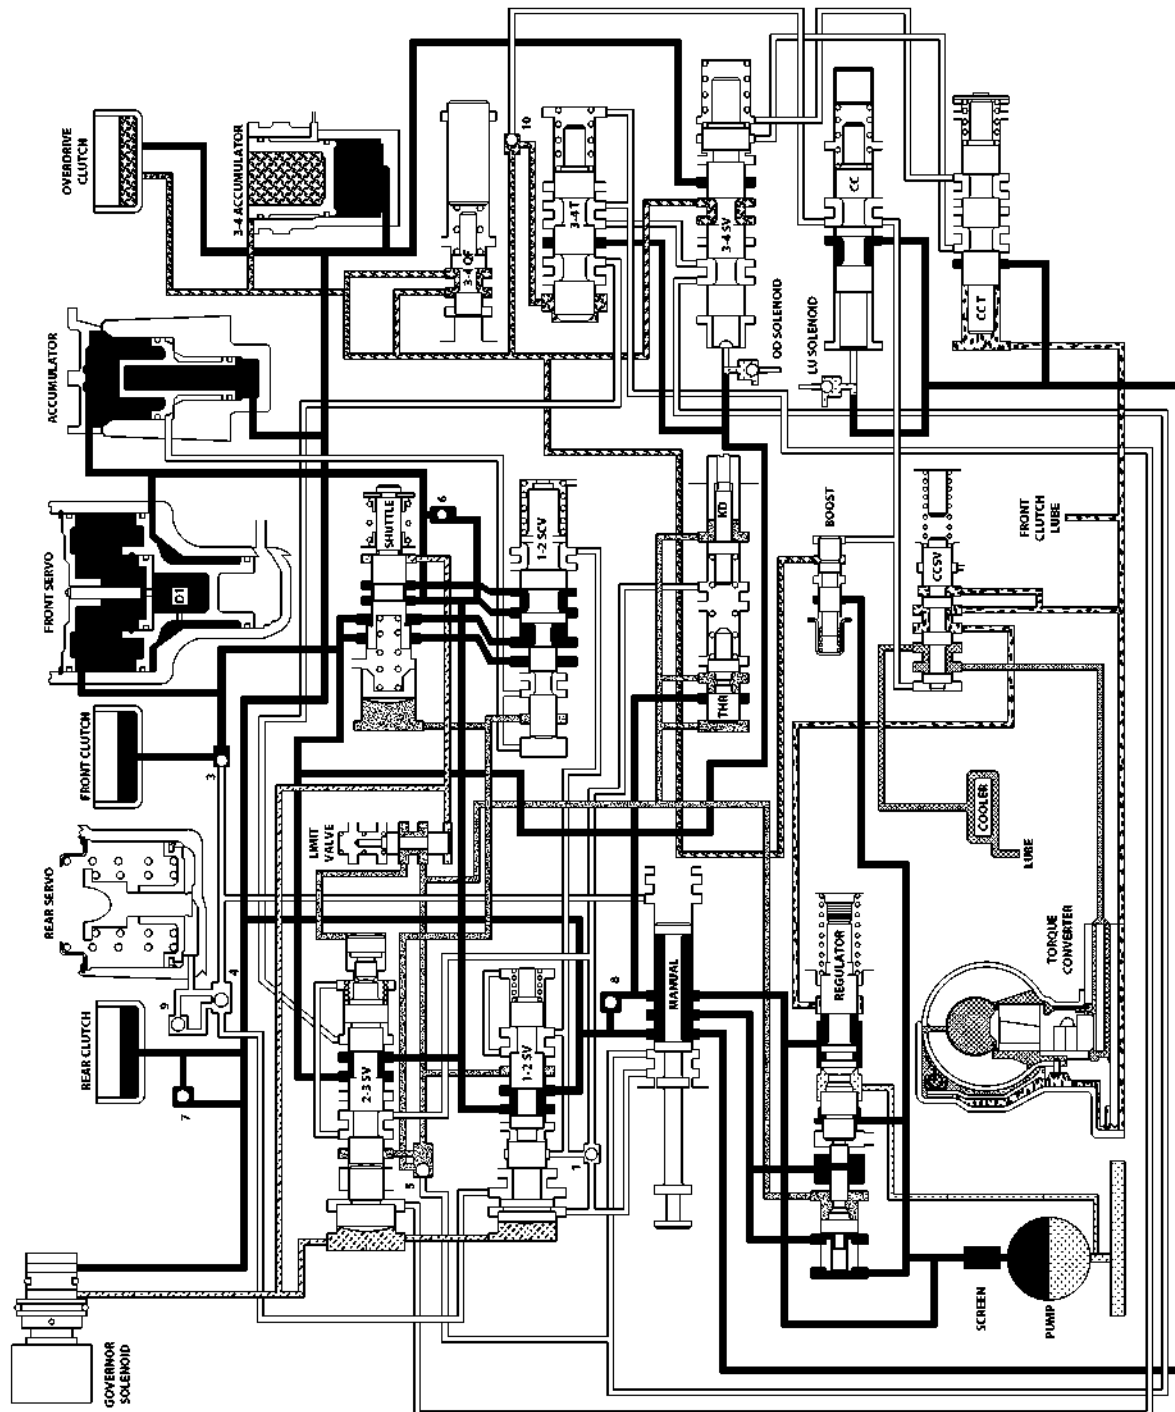 GOVERNOR
SOLENOID
REAR CLUTCH
7
REAR SERVO
9
4
FRONT CLUTCH
3
FRONT SERVO
D1
ACCUMULATOR
3-4 ACCUMULATOR
OVERDRIVE
CLUTCH
2-3 SV
5
LIMIT
VALVE
SHUTTLE
6
3-4 QF
10
1-2 SV
1
1-2 SCV
3-4T
8
MANUAL
THR
KD
3-4 SV
OD SOLENOID
LU SOLENOID
REGULATOR
BOOST
CC
CCSV
CC T
SCREEN
PUMP
TORQUE
CONVERTER
COOLER
LUBE
FRONT
CLUTCH
LUBE